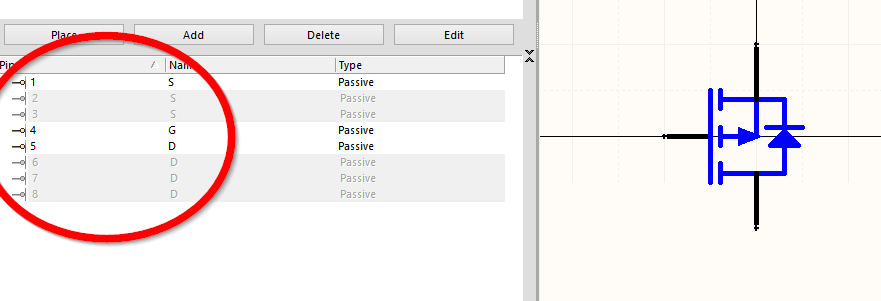 Place Add Delete Edit
Pin Name Type
1 S Passive
2 S Passive
3 S Passive
4 G Passive
5 D Passive
6 D Passive
7 D Passive
8 D Passive